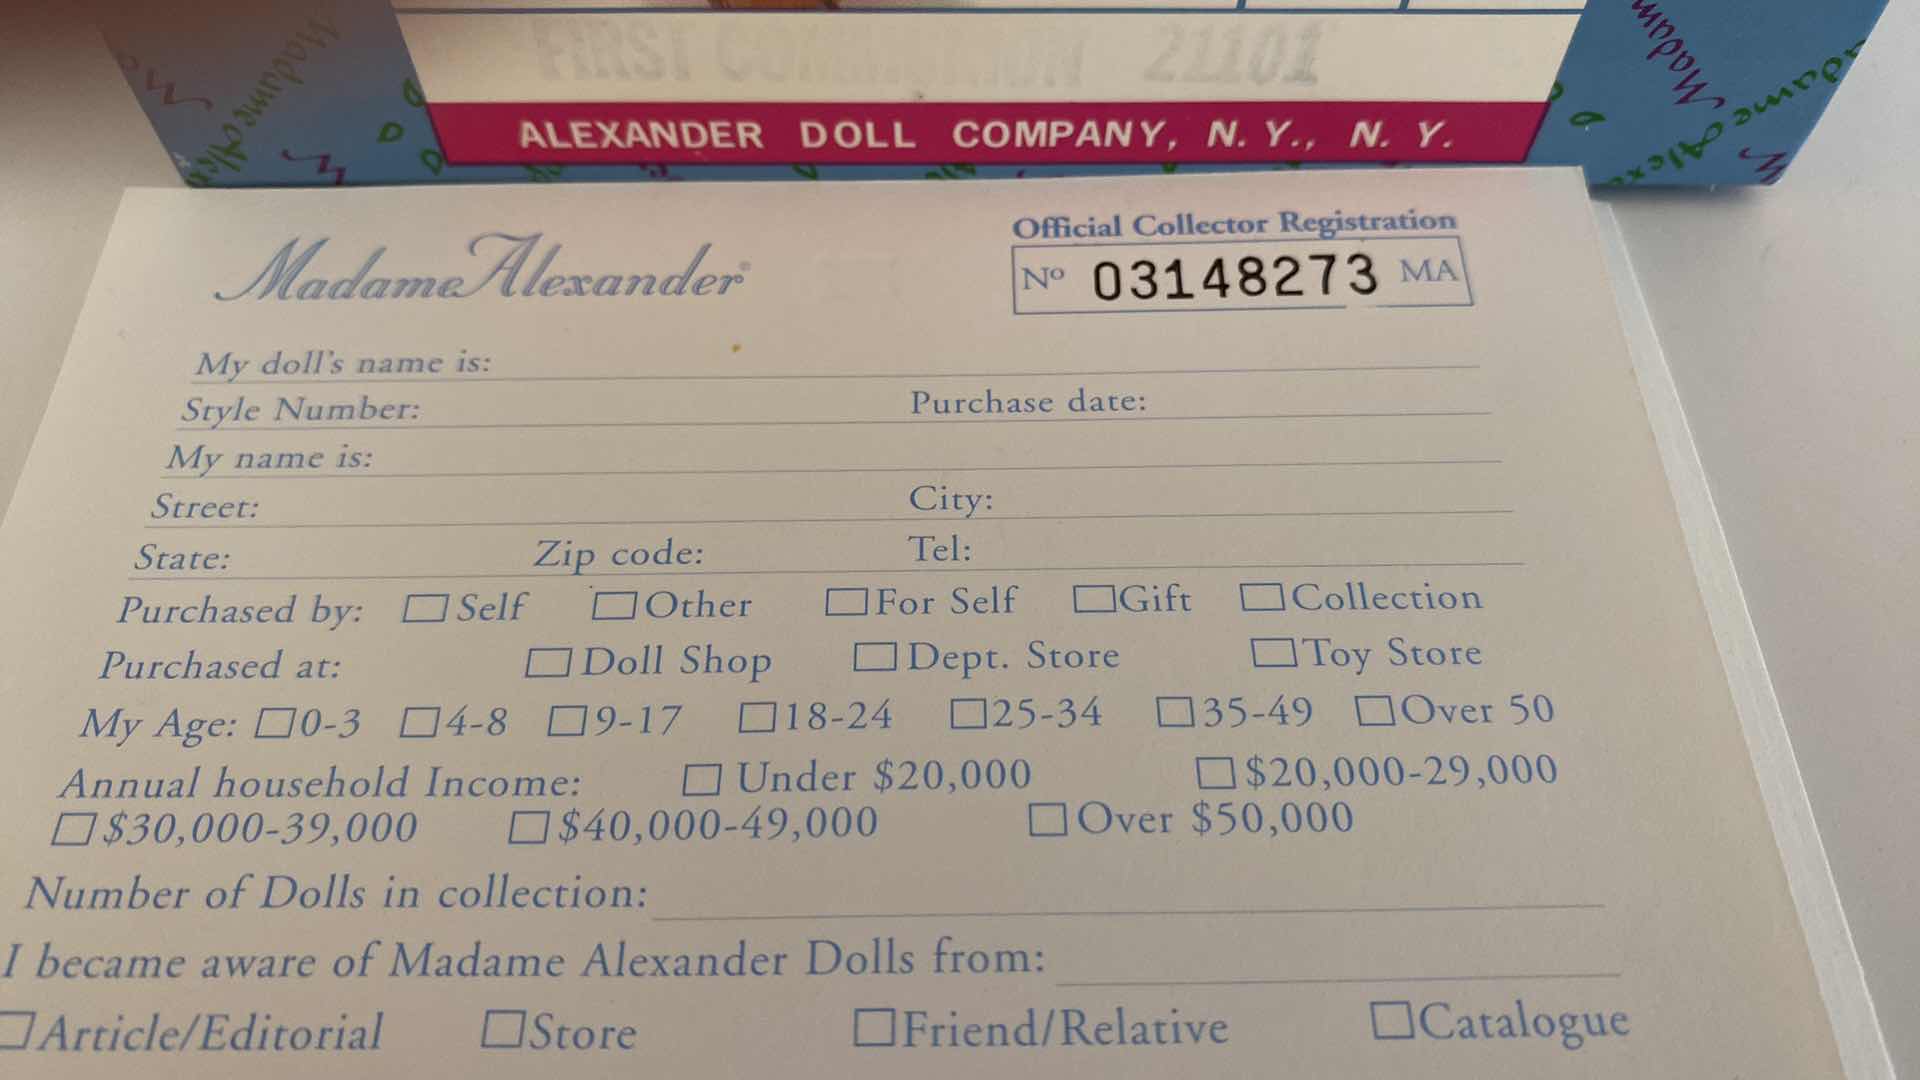 FIRST COMMUNION 21101
ALEXANDER DOLL COMPANY, N. Y., N. Y.
Madame Alexander®
Official Collector Registration
No 03148273 MA
My doll's name is:
Style Number: Purchase date:
My name is:
Street: City:
State: Zip code: Tel:
Purchased by: Self Other For Self Gift Collection
Purchased at: Doll Shop Dept. Store Toy Store
My Age: 0-3 4-8 9-17 18-24 25-34 35-49 Over 50
Annual household Income: Under $20,000 $20,000-29,000
$30,000-39,000 $40,000-49,000 Over $50,000
Number of Dolls in collection:
I became aware of Madame Alexander Dolls from:
Article/Editorial Store Friend/Relative Catalogue